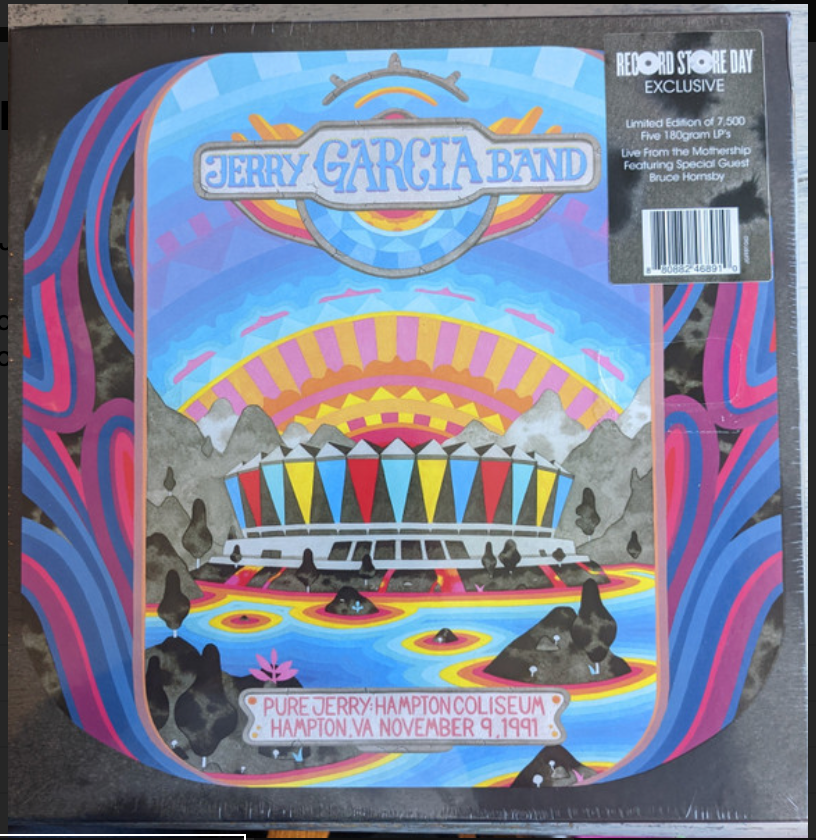 RECORD STORE DAY
EXCLUSIVE
Limited Edition of 7,500
Five 180gram LP's
Live From the Mothership
Featuring Special Guest
Bruce Hornsby
8 80882 46891 0
JERRY GARCIA BAND
PURE JERRY: HAMPTON COLISEUM
HAMPTON, VA NOVEMBER 9, 1991